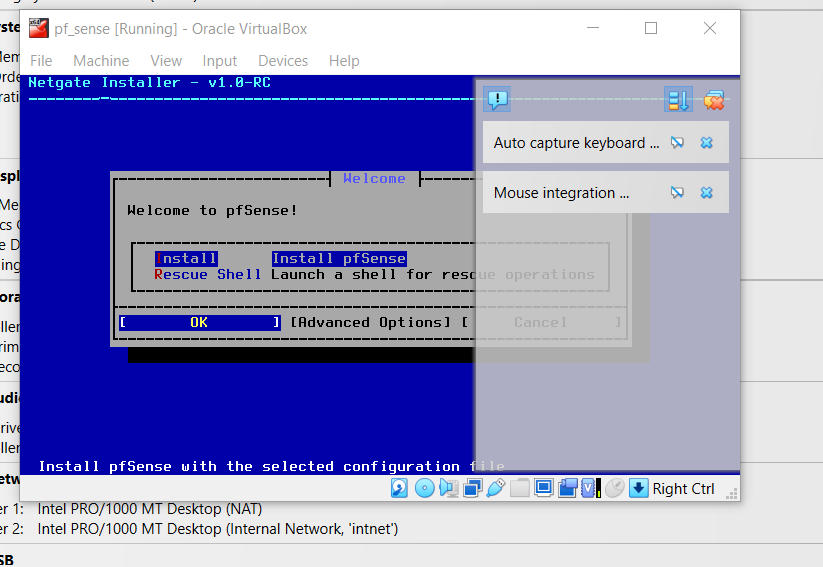 pf_sense [Running] - Oracle VirtualBox
File Machine View Input Devices Help
Netgate Installer - v1.0-RC
Auto capture keyboard ...
Mouse integration ...
Welcome
Welcome to pfSense!
Install Install pfSense
Rescue Shell Launch a shell for rescue operations
[ OK ] [Advanced Options] [ Cancel ]
Install pfSense with the selected configuration file
Right Ctrl
1: Intel PRO/1000 MT Desktop (NAT)
2: Intel PRO/1000 MT Desktop (Internal Network, 'intnet')